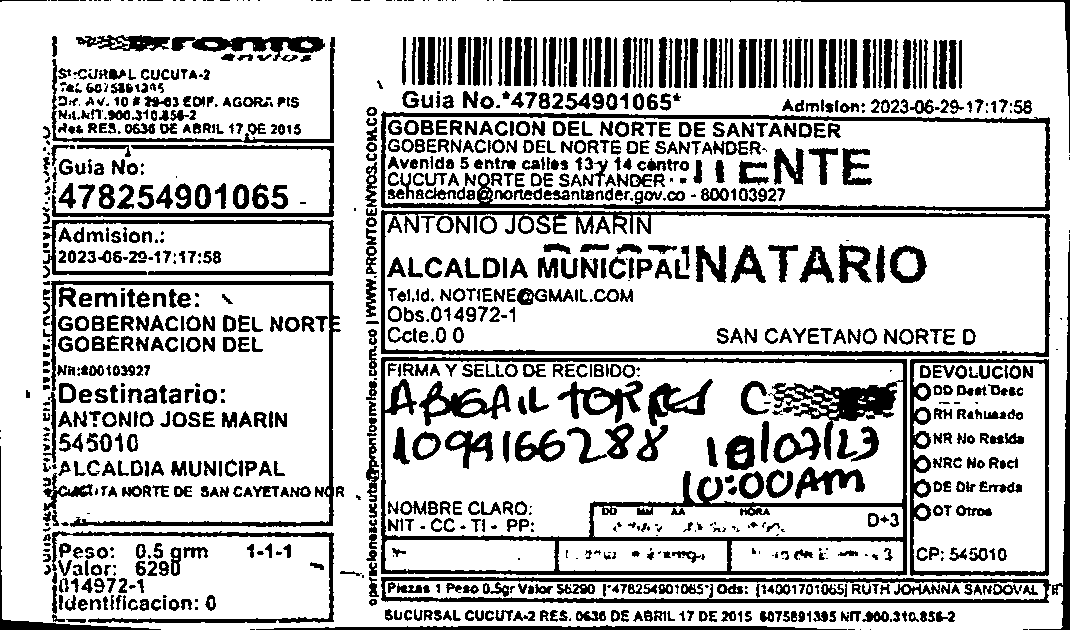 Pronto
envios
SUCURSAL CUCUTA-2
Tel. 6075891395
Dir. AV. 10 # 29-03 EDIF. AGORA PIS
Nit.NIT.900.310.856-2
Res RES. 0636 DE ABRIL 17 DE 2015
Guia No:
478254901065
Admision.:
2023-06-29-17:17:58
Remitente:
GOBERNACION DEL NORTE
GOBERNACION DEL
Nit:800103927
Destinatario:
ANTONIO JOSE MARIN
545010
ALCALDIA MUNICIPAL
CUCUTA NORTE DE SAN CAYETANO NOR
Peso: 0.5 grm 1-1-1
Valor: 6290
014972-1
Identificacion: 0
operacionescucuta@prontoenvios.com.co | WWW.PRONTOENVIOS.COM.CO
Guia No.*478254901065*
Admision: 2023-06-29-17:17:58
GOBERNACION DEL NORTE DE SANTANDER
GOBERNACION DEL NORTE DE SANTANDER-
Avenida 5 entre calles 13 y 14 centro
CUCUTA NORTE DE SANTANDER -
sehacienda@nortedesantander.gov.co - 800103927
ENTE
ANTONIO JOSE MARIN
ALCALDIA MUNICIPAL
NATARIO
Tel.Id. NOTIENE@GMAIL.COM
Obs.014972-1
Ccte.0 0
SAN CAYETANO NORTE D
FIRMA Y SELLO DE RECIBIDO:
ABIGAIL TORRES C
1094166288 18/07/23
10:00AM
NOMBRE CLARO:
NIT - CC - TI - PP:
DD MM AA HORA
D+3
DEVOLUCION
DD Dest Desc
RH Rehusado
NR No Reside
NRC No Recl
DE Dir Errada
OT Otros
CP: 545010
Piezas 1 Peso 0.5gr Valor $6290 [*478254901065*] Ods: [14001701065] RUTH JOHANNA SANDOVAL
SUCURSAL CUCUTA-2 RES. 0636 DE ABRIL 17 DE 2015 6075891395 NIT.900.310.856-2